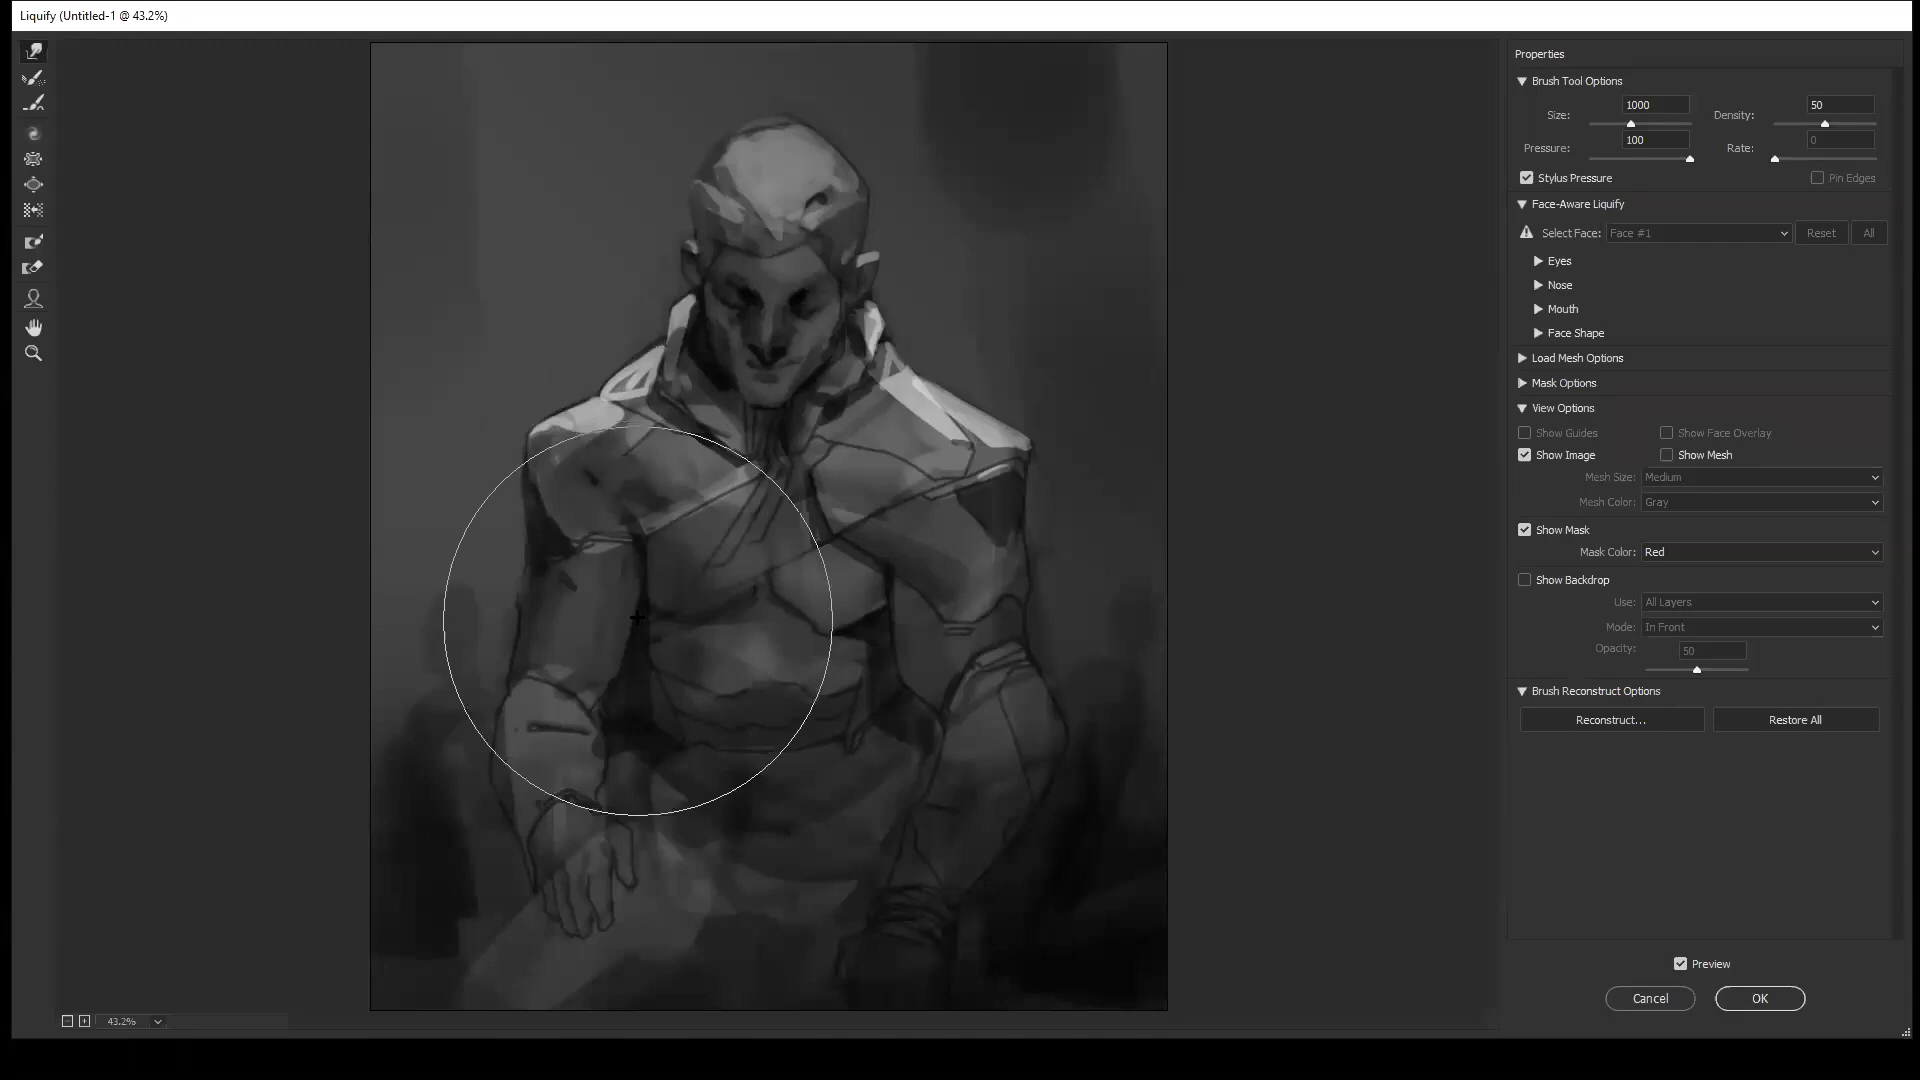 Liquify (Untitled-1 @ 43.2%)
Properties
Brush Tool Options
Size: 1000 Density: 50
Pressure: 100 Rate: 0
Stylus Pressure Pin Edges
Face-Aware Liquify
Select Face: Face #1 Reset All
Eyes
Nose
Mouth
Face Shape
Load Mesh Options
Mask Options
View Options
Show Guides Show Face Overlay
Show Image Show Mesh
Mesh Size: Medium
Mesh Color: Gray
Show Mask
Mask Color: Red
Show Backdrop
Use: All Layers
Mode: In Front
Opacity: 50
Brush Reconstruct Options
Reconstruct... Restore All
Preview
Cancel OK
43.2%